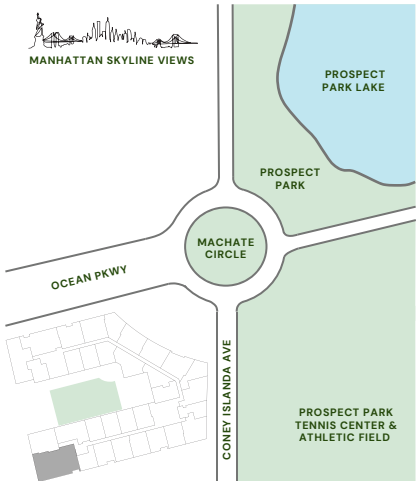 MANHATTAN SKYLINE VIEWS
PROSPECT
PARK LAKE
PROSPECT
PARK
MACHATE
CIRCLE
OCEAN PKWY
CONEY ISLANDA AVE
PROSPECT PARK
TENNIS CENTER &
ATHLETIC FIELD